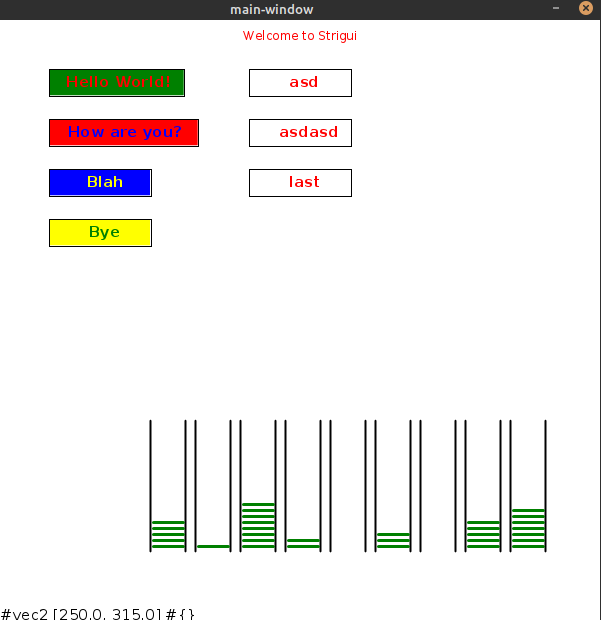 main-window
Welcome to Strigui
Hello World! asd
How are you? asdasd
Blah last
Bye
#vec2 [250.0, 315.0] #{}